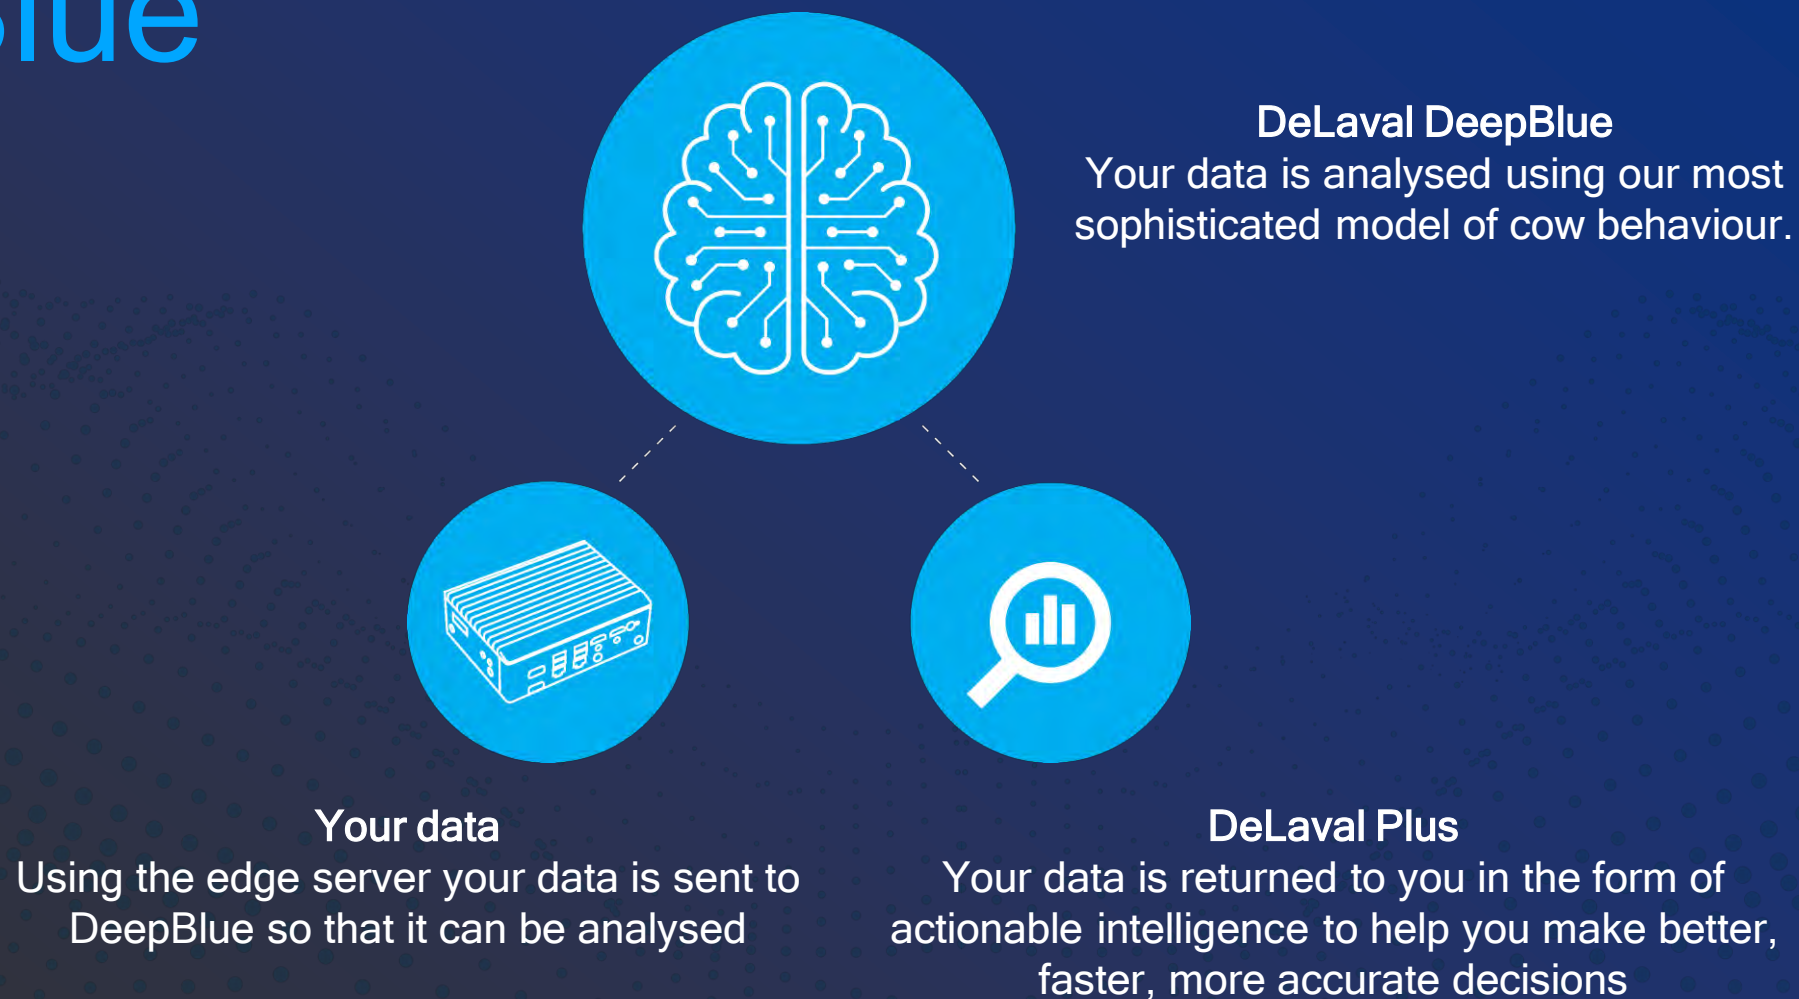 Blue
DeLaval DeepBlue
Your data is analysed using our most
sophisticated model of cow behaviour.
Your data
Using the edge server your data is sent to
DeepBlue so that it can be analysed
DeLaval Plus
Your data is returned to you in the form of
actionable intelligence to help you make better,
faster, more accurate decisions